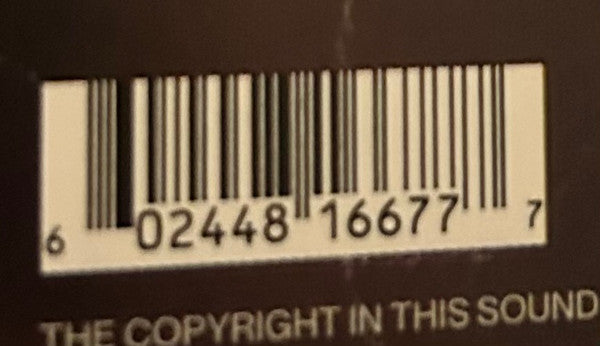 6 02448 16677 7
THE COPYRIGHT IN THIS SOUND